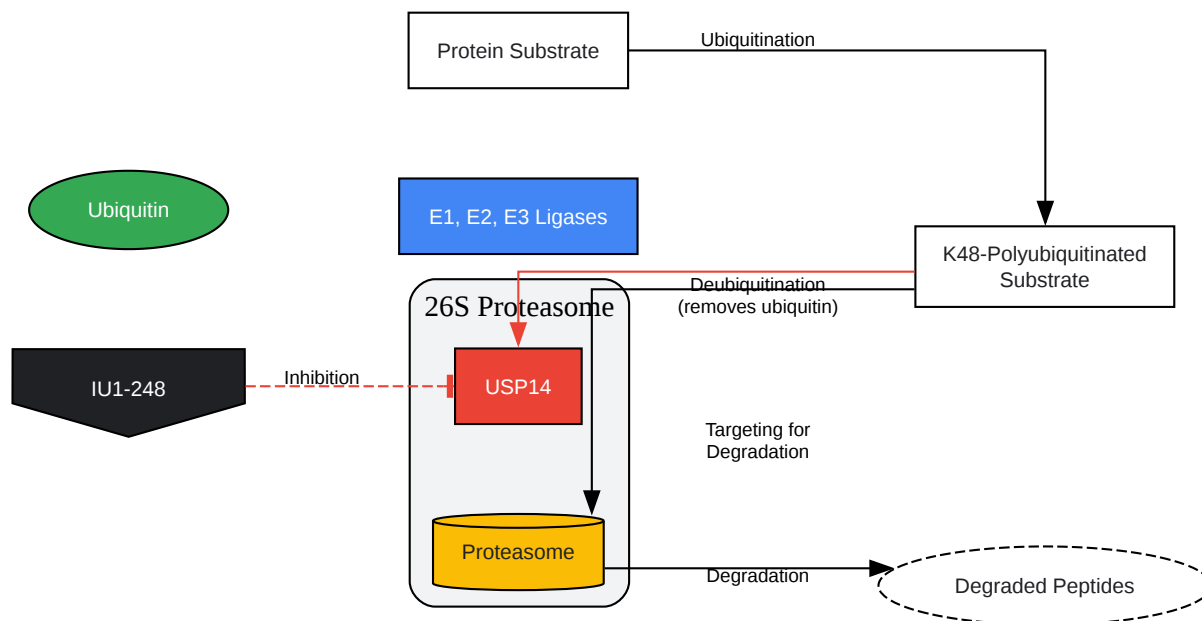 Protein Substrate
Ubiquitination
Ubiquitin
E1, E2, E3 Ligases
K48-Polyubiquitinated
Substrate
Deubiquitination
(removes ubiquitin)
26S Proteasome
IU1-248
Inhibition
USP14
Targeting for
Degradation
Proteasome
Degradation
Degraded Peptides